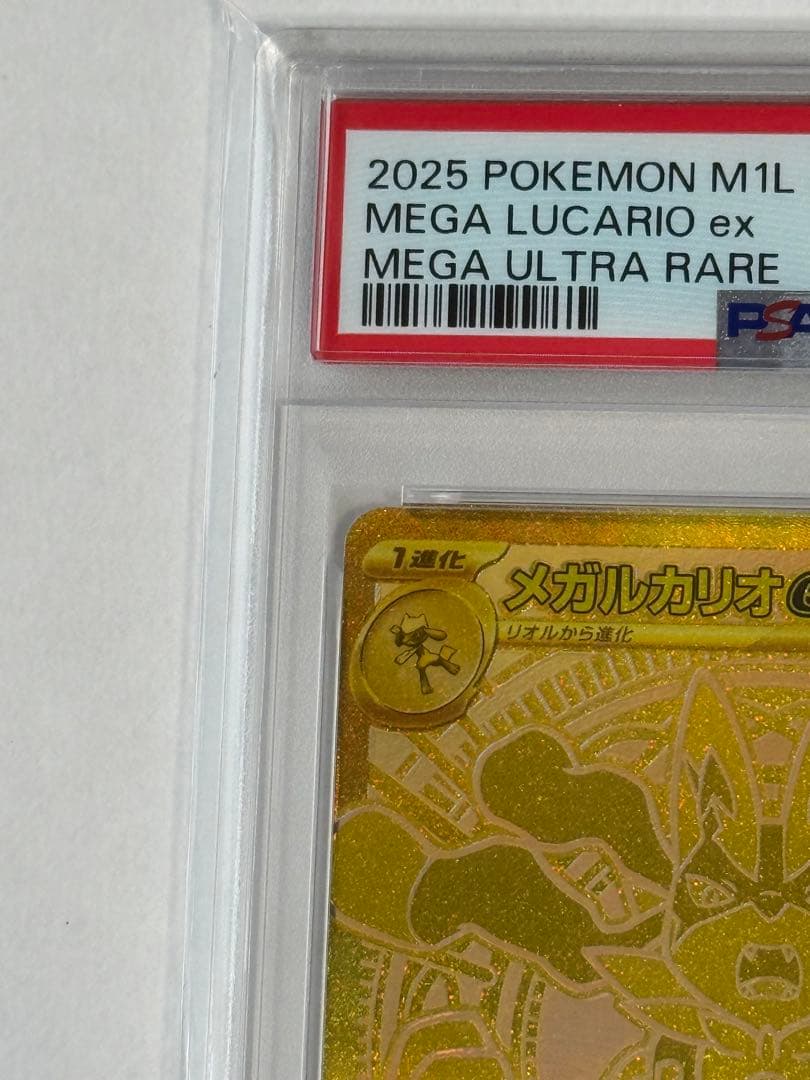 2025 POKEMON M1L
MEGA LUCARIO ex
MEGA ULTRA RARE
PSA
1進化
メガルカリオ
リオルから進化